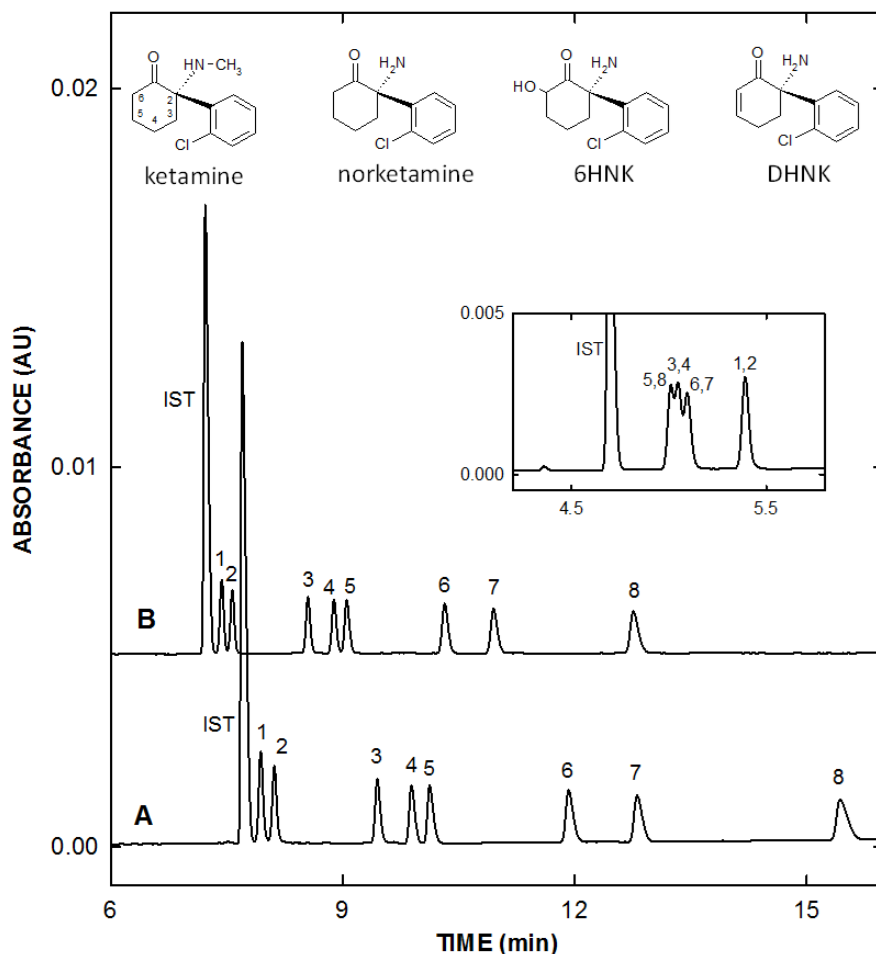 O HN–CH3
6 2
5 4 3
Cl
ketamine
O H2N
Cl
norketamine
O H2N
HO
Cl
6HNK
O H2N
Cl
DHNK
0.02
0.01
0.00
ABSORBANCE (AU)
0.005
0.000
IST
5,8
3,4
6,7
1,2
4.5 5.5
IST
1 2 3 4 5 6 7 8
B
IST
1 2 3 4 5 6 7 8
A
6 9 12 15
TIME (min)